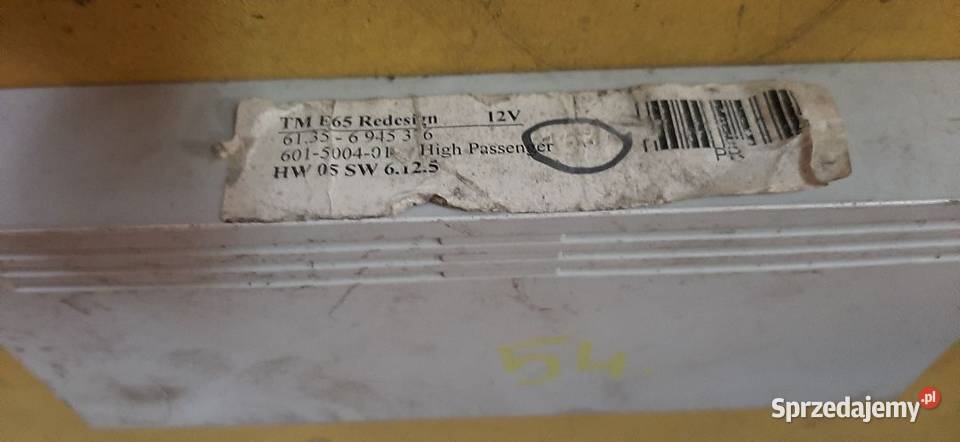 TM E65 Redesign 12V
61.35 - 6 945 3 6
601-5004-01 High Passenger
HW 05 SW 6.12.5
54
Sprzedajemy.pl